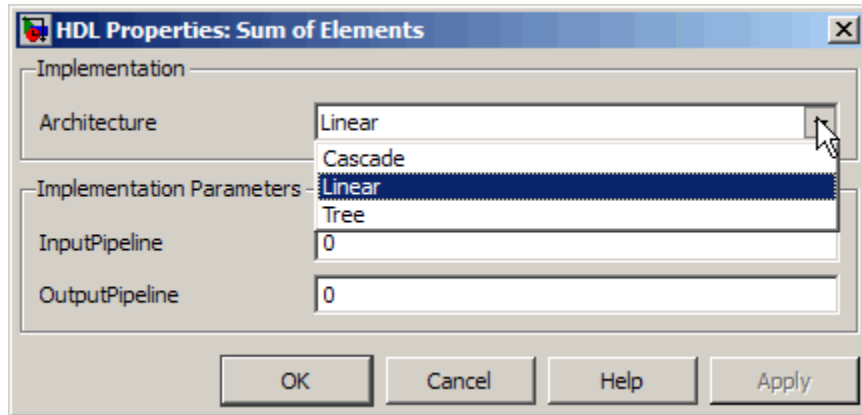 HDL Properties: Sum of Elements
Implementation
Architecture Linear
Cascade
Linear
Tree
Implementation Parameters
InputPipeline 0
OutputPipeline 0
OK Cancel Help Apply